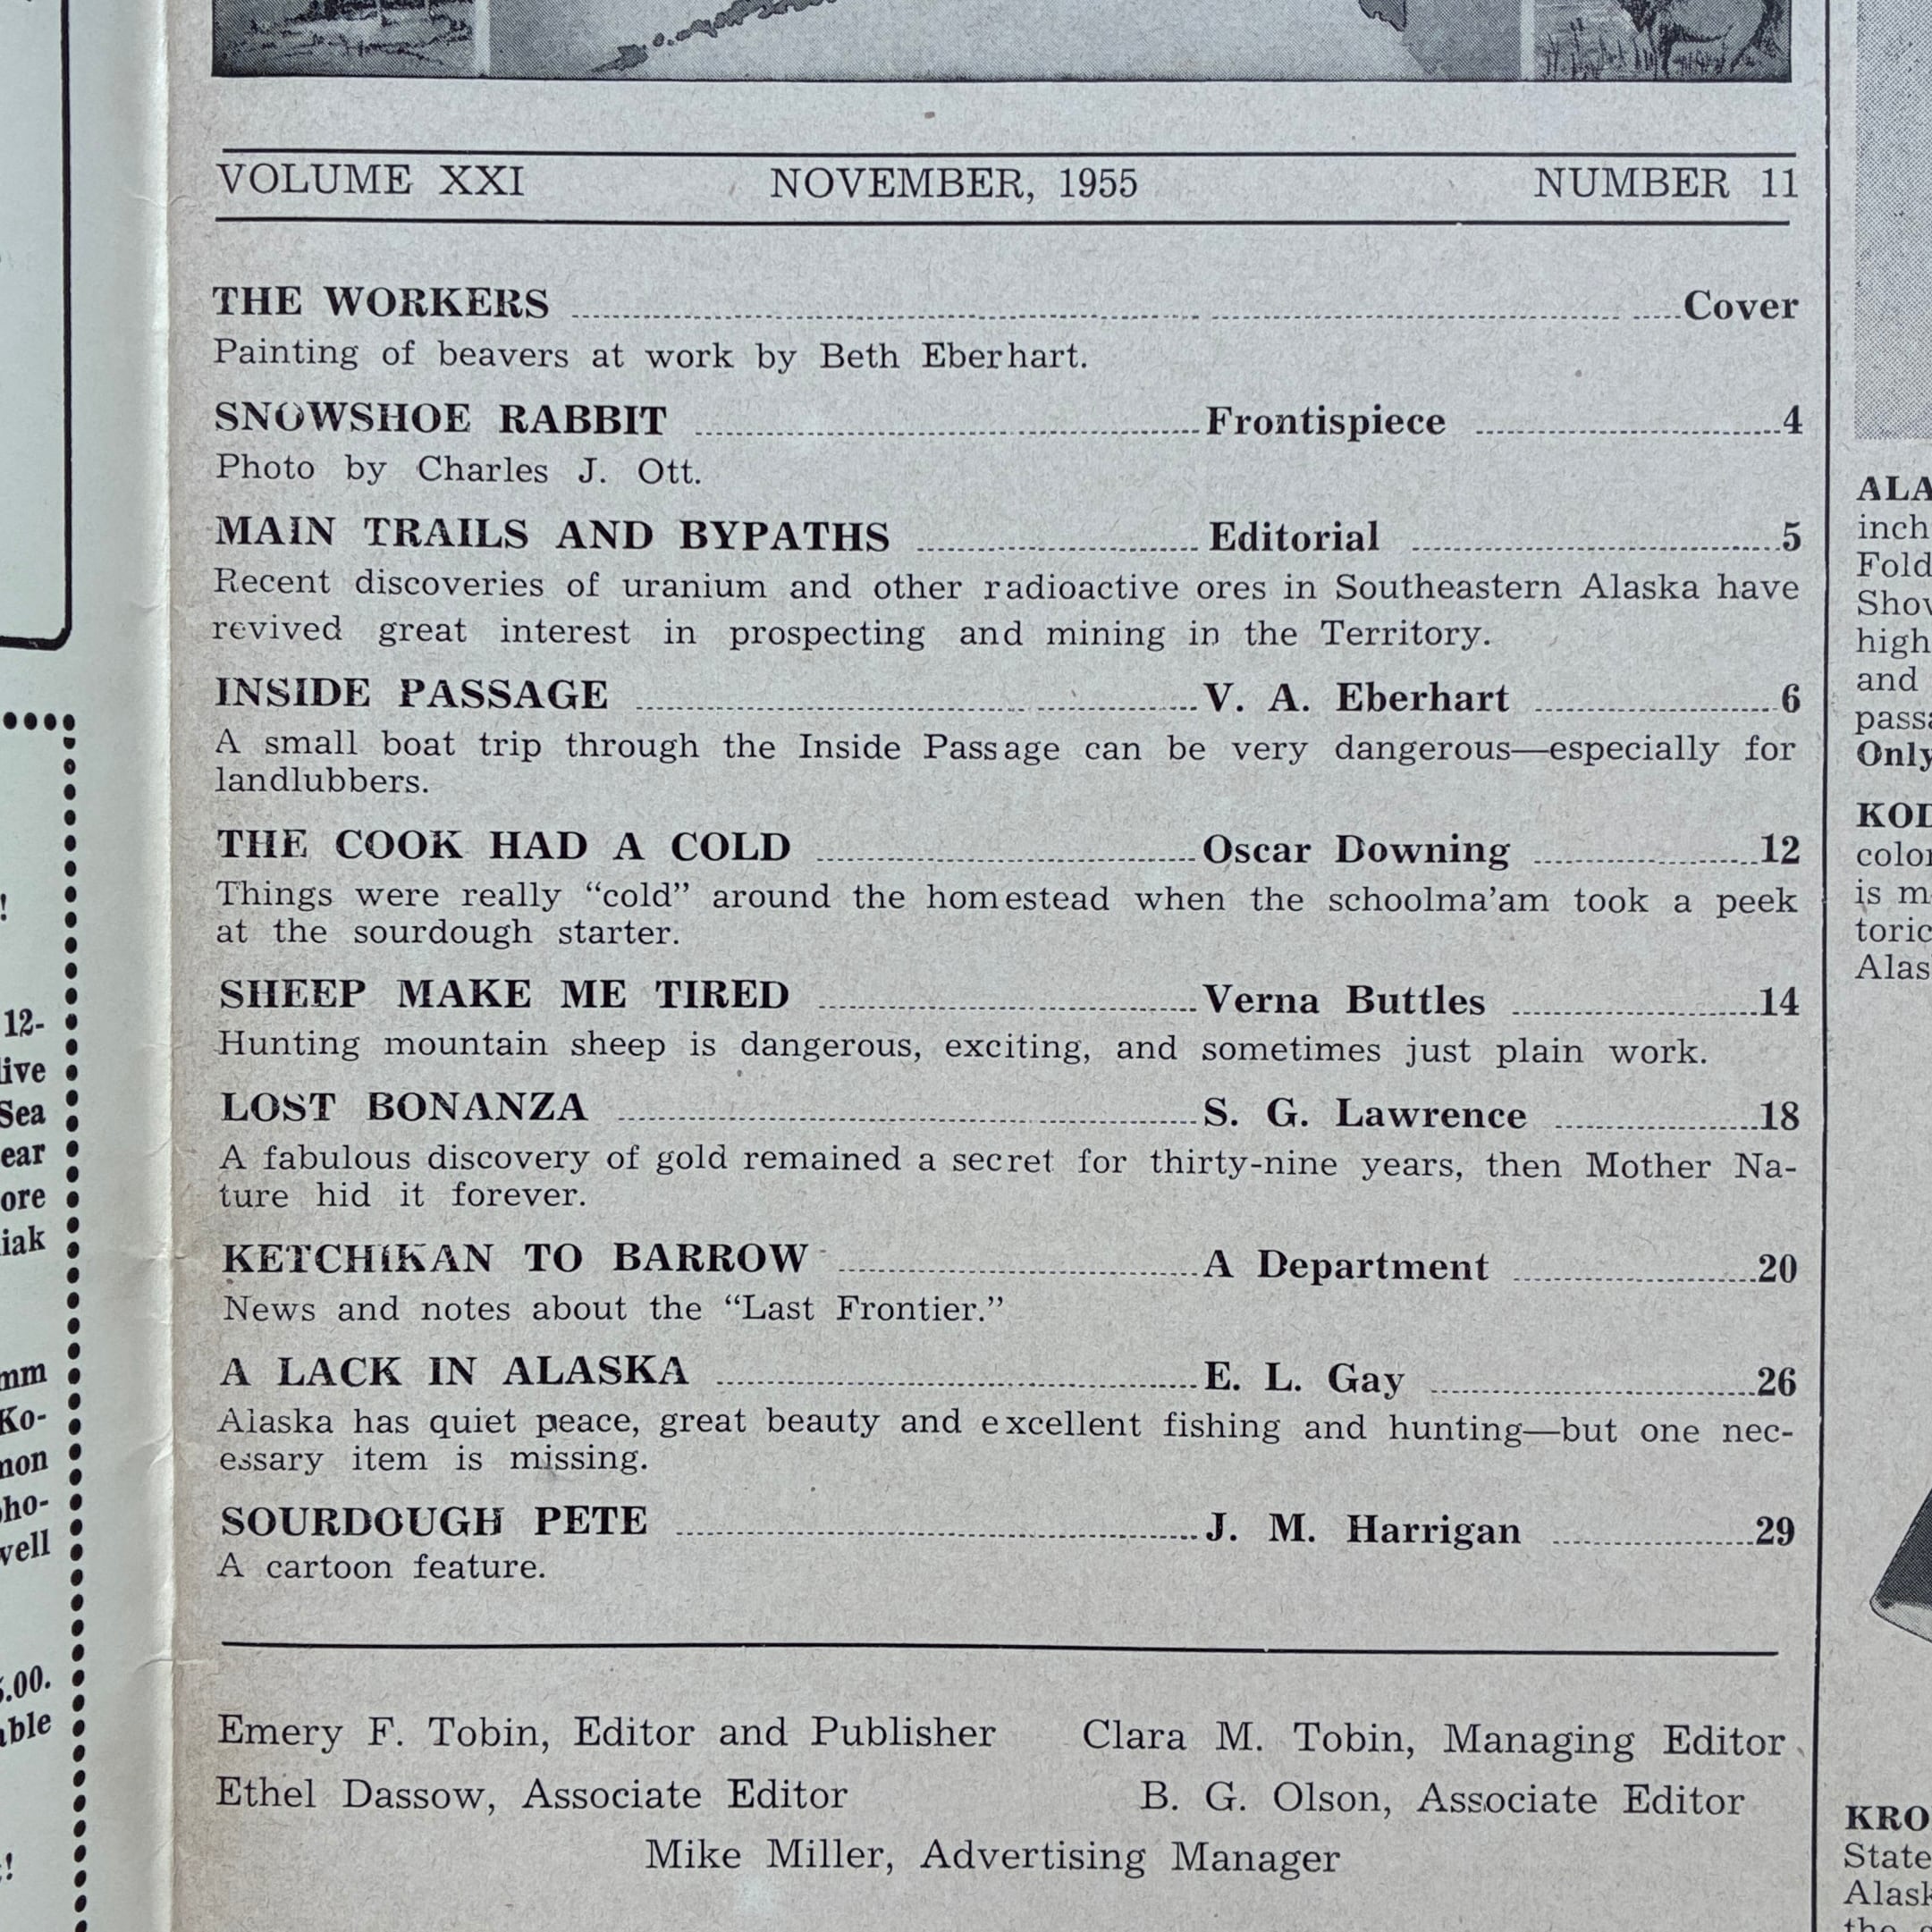 VOLUME XXI NOVEMBER, 1955 NUMBER 11
THE WORKERS Cover
Painting of beavers at work by Beth Eberhart.
SNOWSHOE RABBIT Frontispiece 4
Photo by Charles J. Ott.
MAIN TRAILS AND BYPATHS Editorial 5
Recent discoveries of uranium and other radioactive ores in Southeastern Alaska have
revived great interest in prospecting and mining in the Territory.
INSIDE PASSAGE V. A. Eberhart 6
A small boat trip through the Inside Passage can be very dangerous—especially for
landlubbers.
THE COOK HAD A COLD Oscar Downing 12
Things were really “cold” around the homestead when the schoolma’am took a peek
at the sourdough starter.
SHEEP MAKE ME TIRED Verna Buttles 14
Hunting mountain sheep is dangerous, exciting, and sometimes just plain work.
LOST BONANZA S. G. Lawrence 18
A fabulous discovery of gold remained a secret for thirty-nine years, then Mother Na-
ture hid it forever.
KETCHIKAN TO BARROW A Department 20
News and notes about the “Last Frontier.”
A LACK IN ALASKA E. L. Gay 26
Alaska has quiet peace, great beauty and excellent fishing and hunting—but one nec-
essary item is missing.
SOURDOUGH PETE J. M. Harrigan 29
A cartoon feature.
Emery F. Tobin, Editor and Publisher Clara M. Tobin, Managing Editor
Ethel Dassow, Associate Editor B. G. Olson, Associate Editor
Mike Miller, Advertising Manager
12-
Sea
inch
high
and
Only
is